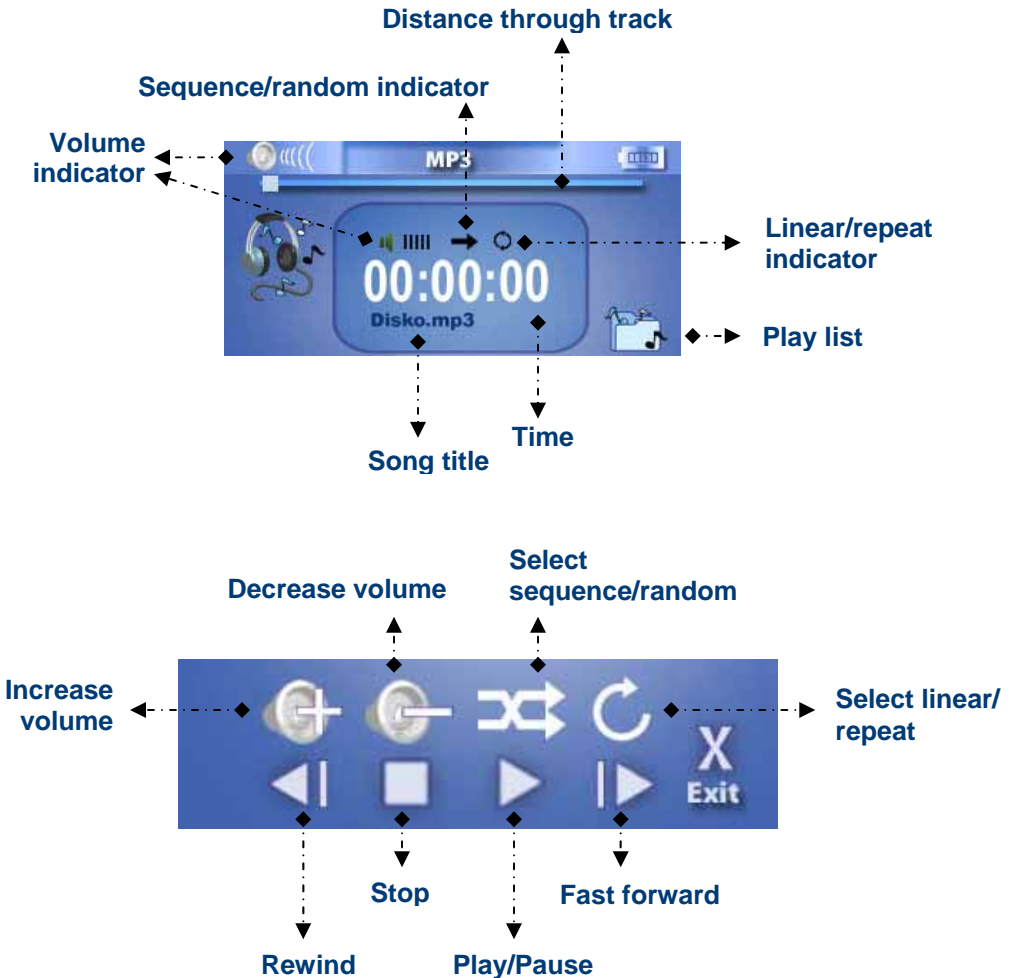 Distance through track
Sequence/random indicator
Volume
indicator
MP3
Linear/repeat
indicator
00:00:00
Disko.mp3
Play list
Time
Song title
Select
sequence/random
Decrease volume
Increase
volume
Select linear/
repeat
X
Exit
Stop
Fast forward
Rewind
Play/Pause